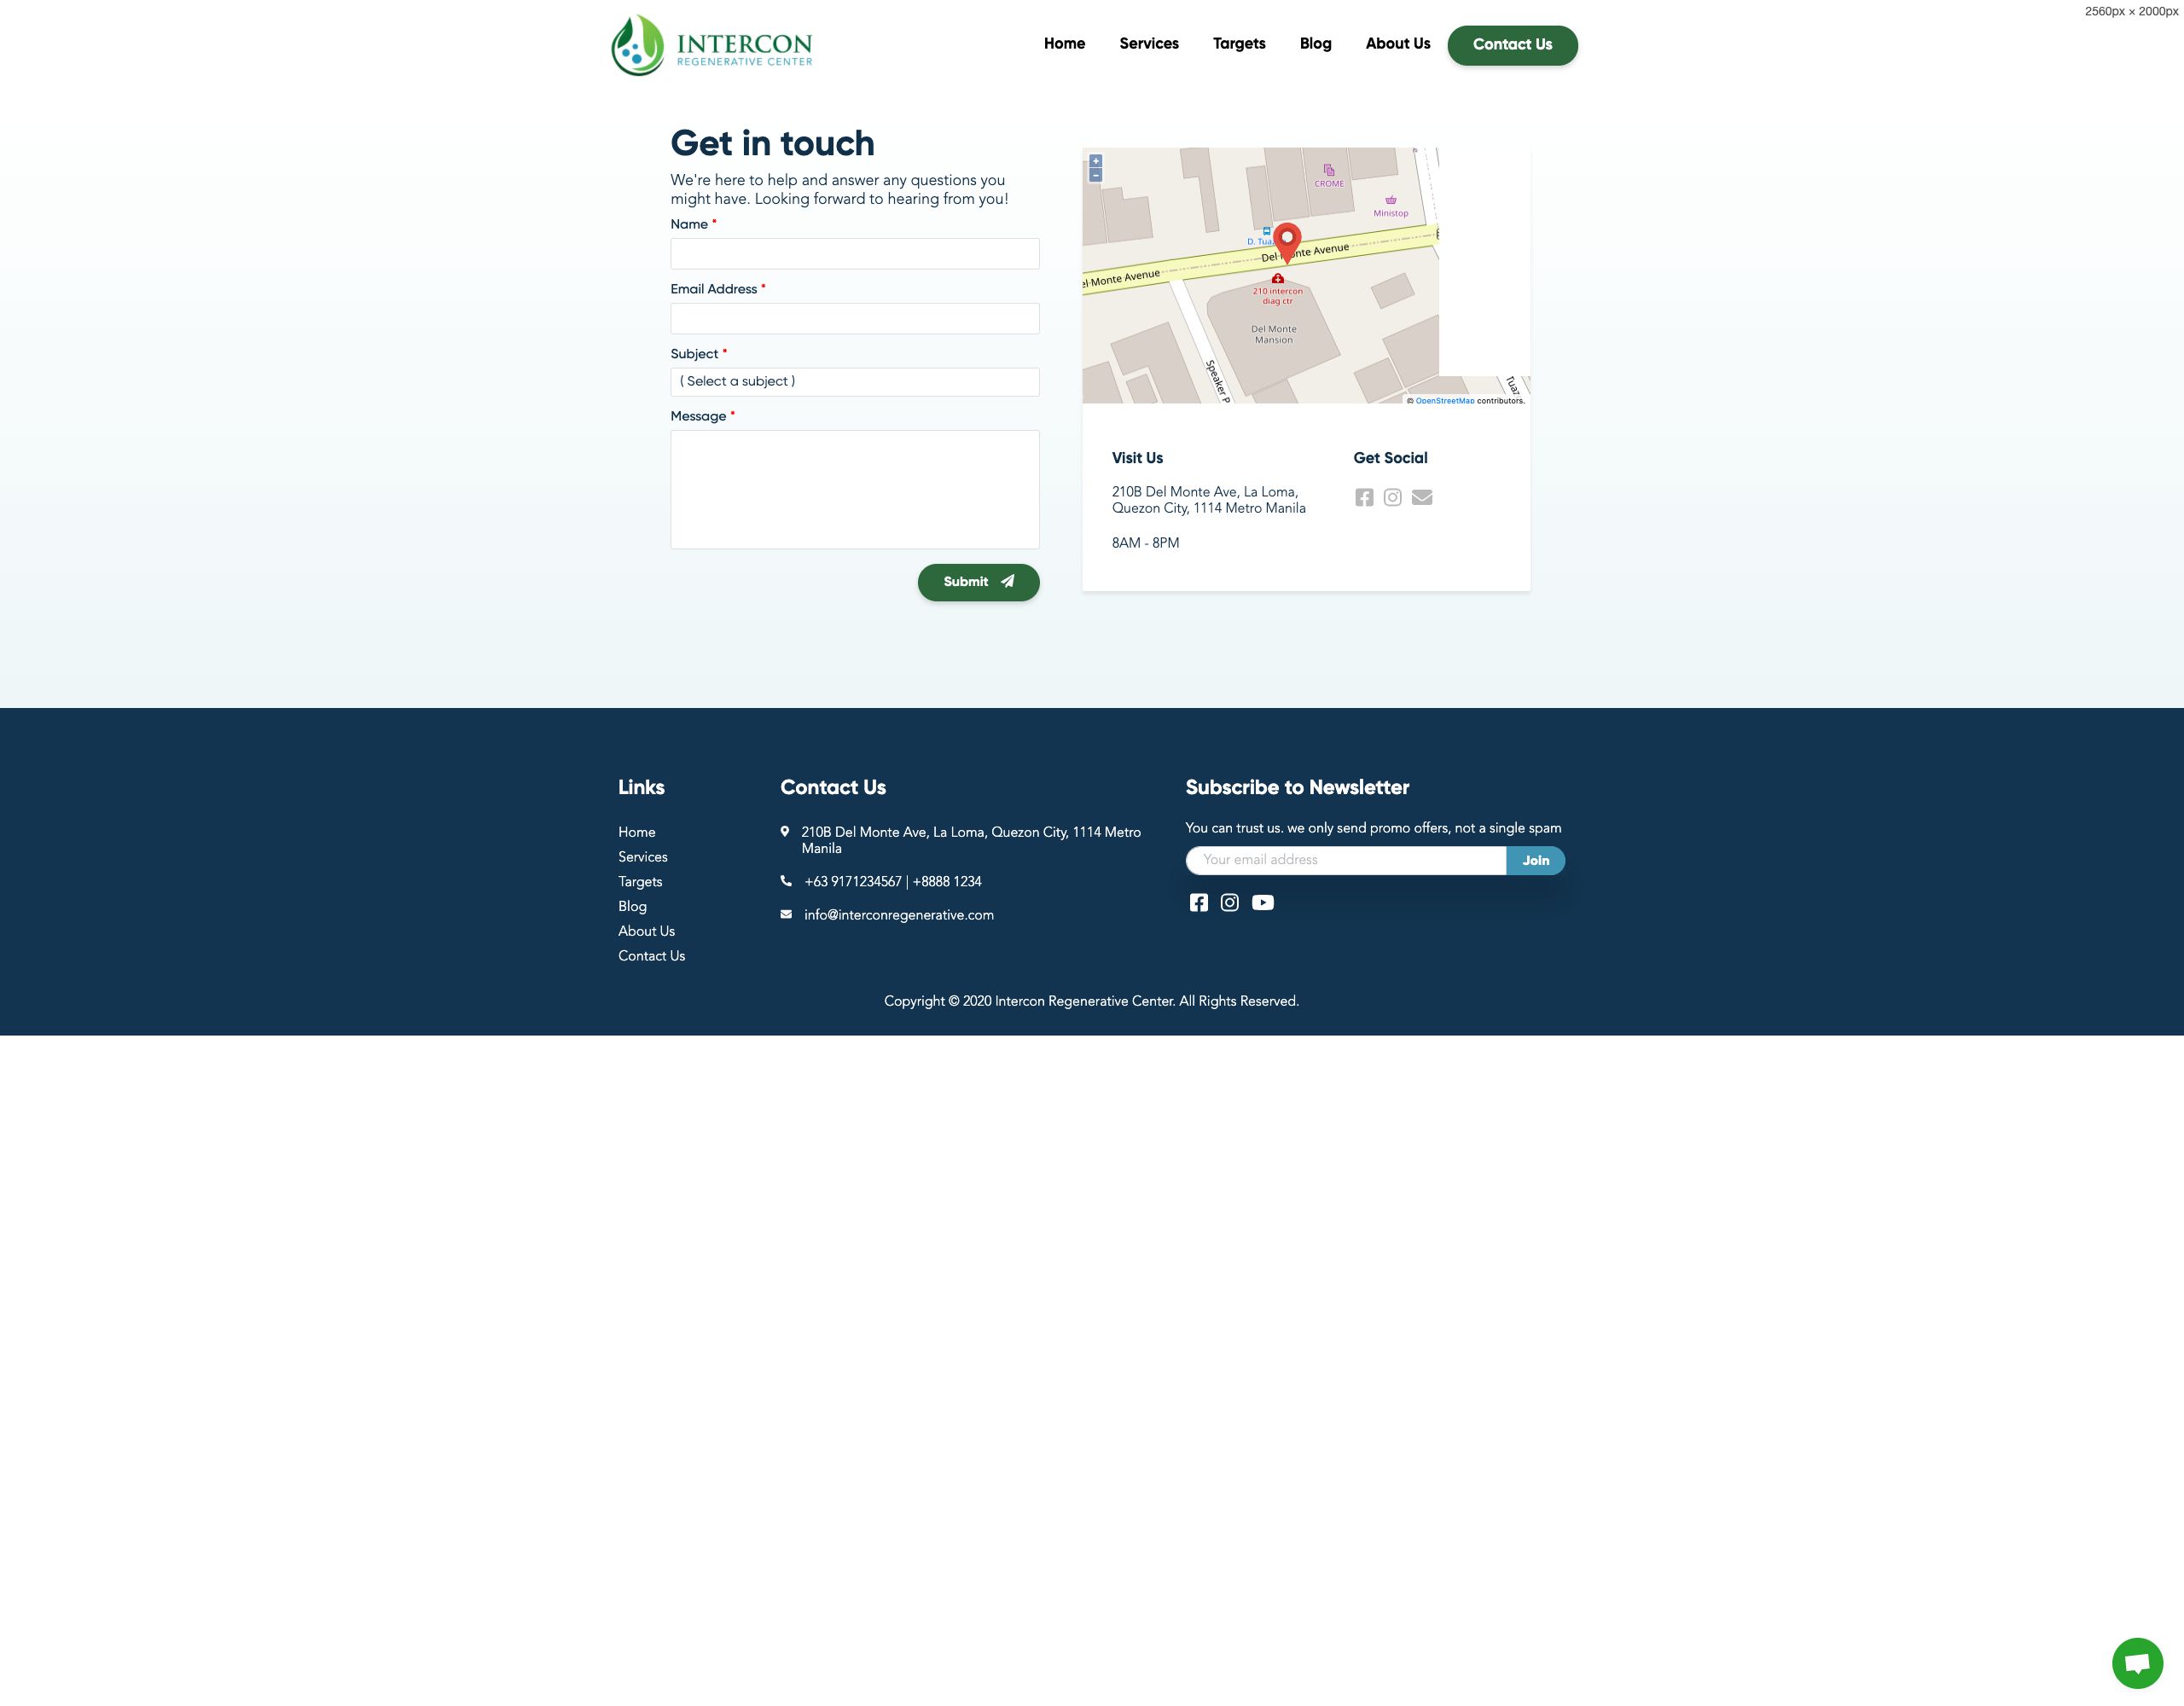 2560px × 2000px
INTERCON
REGENERATIVE CENTER
Home
Services
Targets
Blog
About Us
Contact Us
Get in touch
We're here to help and answer any questions you
might have. Looking forward to hearing from you!
Name *
Email Address *
Subject *
( Select a subject )
Message *
Submit
+
−
CROME
Ministop
D. Tua
Del Monte Avenue
el Monte Avenue
210 intercon
diag ctr
Del Monte
Mansion
Speaker P
Tuaz
© OpenStreetMap contributors.
Visit Us
210B Del Monte Ave, La Loma,
Quezon City, 1114 Metro Manila
8AM - 8PM
Get Social
Links
Home
Services
Targets
Blog
About Us
Contact Us
Contact Us
210B Del Monte Ave, La Loma, Quezon City, 1114 Metro
Manila
+63 9171234567 | +8888 1234
info@interconregenerative.com
Subscribe to Newsletter
You can trust us. we only send promo offers, not a single spam
Your email address
Join
Copyright © 2020 Intercon Regenerative Center. All Rights Reserved.